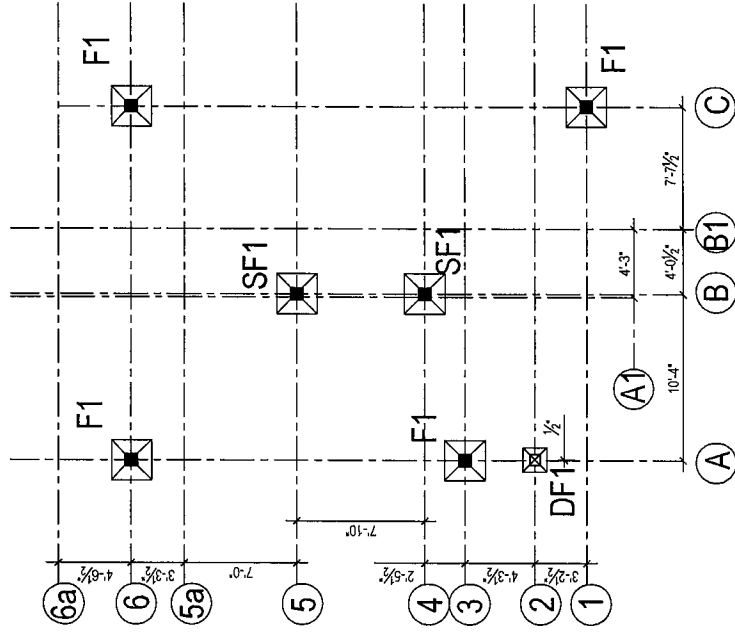 F1
F1
6a
4'-6½"
6
3'-3½"
5a
7'-0"
SF1
5
7'-10"
SF1
4
2'-5½"
F1
3
4'-3½"
2
DF1
½"
3'-2½"
1
F1
4'-3"
A1
10'-4"
4'-0½"
7'-7½"
A
B
B1
C